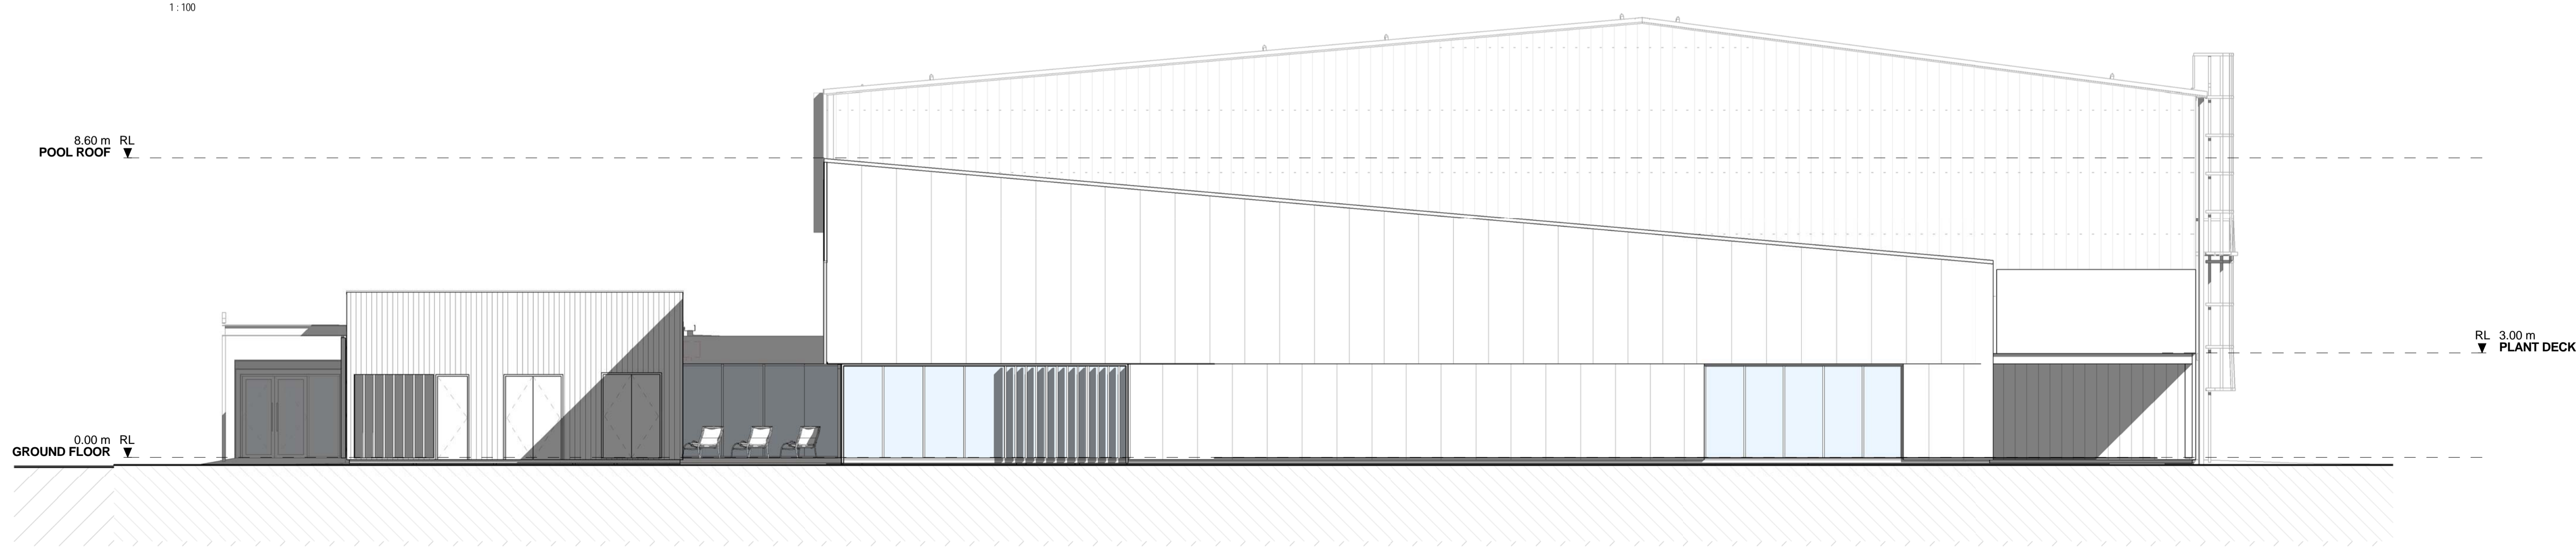 1 : 100
8.60 m RL
POOL ROOF
RL 3.00 m
PLANT DECK
0.00 m RL
GROUND FLOOR